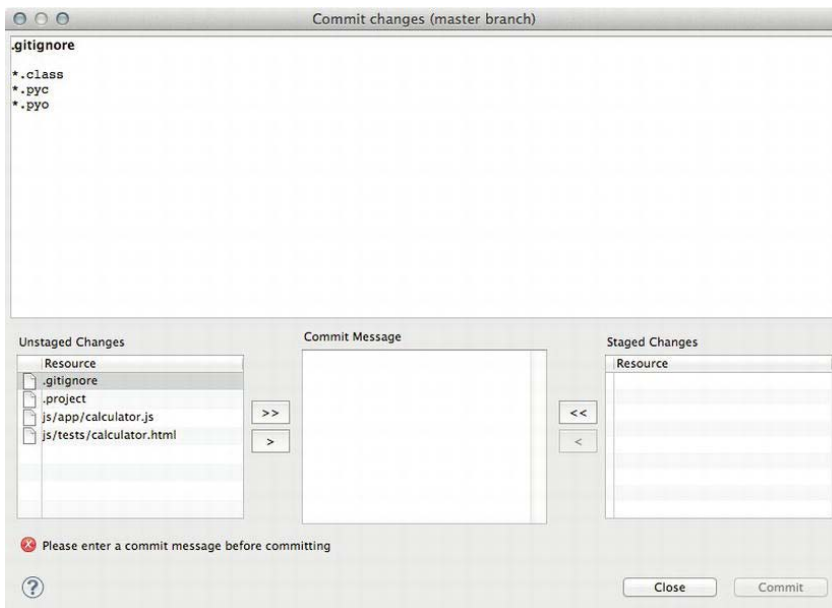 Commit changes (master branch)
.gitignore
*.class
*.pyc
*.pyo
Unstaged Changes
Resource
.gitignore
.project
js/app/calculator.js
js/tests/calculator.html
>>
>
Commit Message
<<
<
Staged Changes
Resource
Please enter a commit message before committing
?
Close
Commit